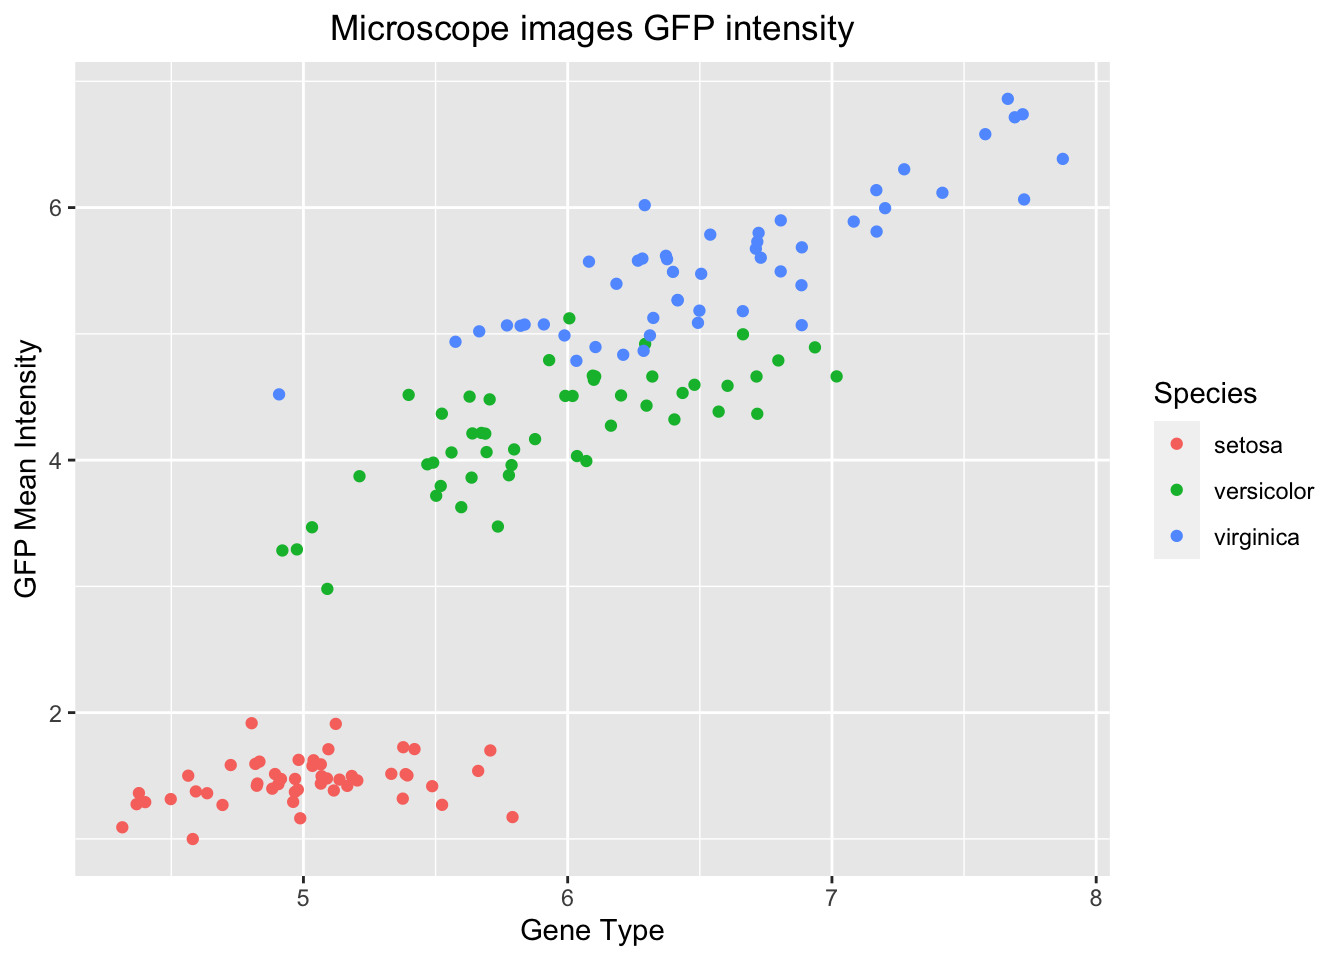 Microscope images GFP intensity
GFP Mean Intensity
6
4
2
5 6 7 8
Gene Type
Species
setosa
versicolor
virginica